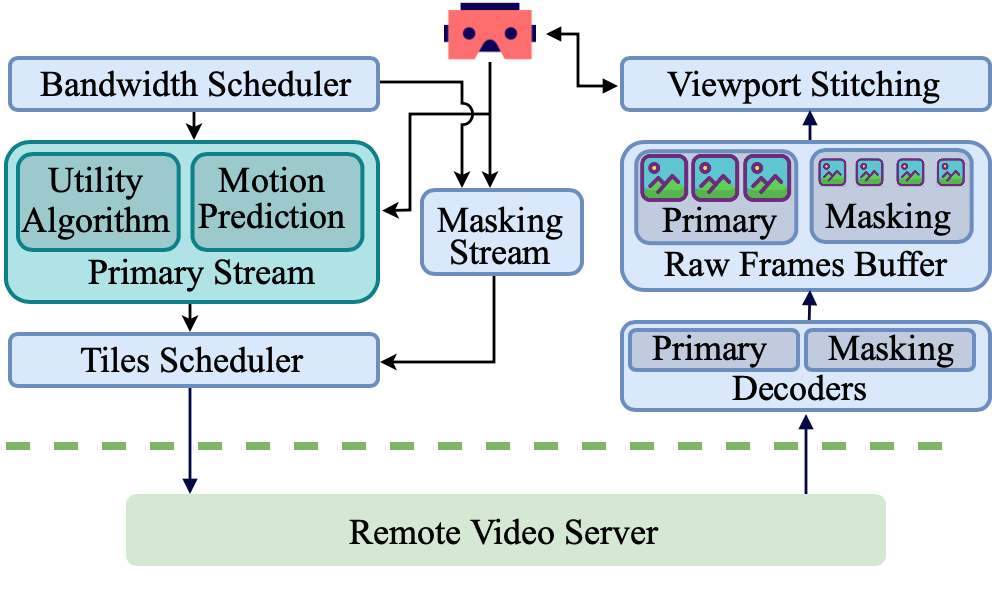 Bandwidth Scheduler
Utility
Algorithm
Motion
Prediction
Primary Stream
Masking
Stream
Tiles Scheduler
Viewport Stitching
Primary
Masking
Raw Frames Buffer
Primary
Masking
Decoders
Remote Video Server